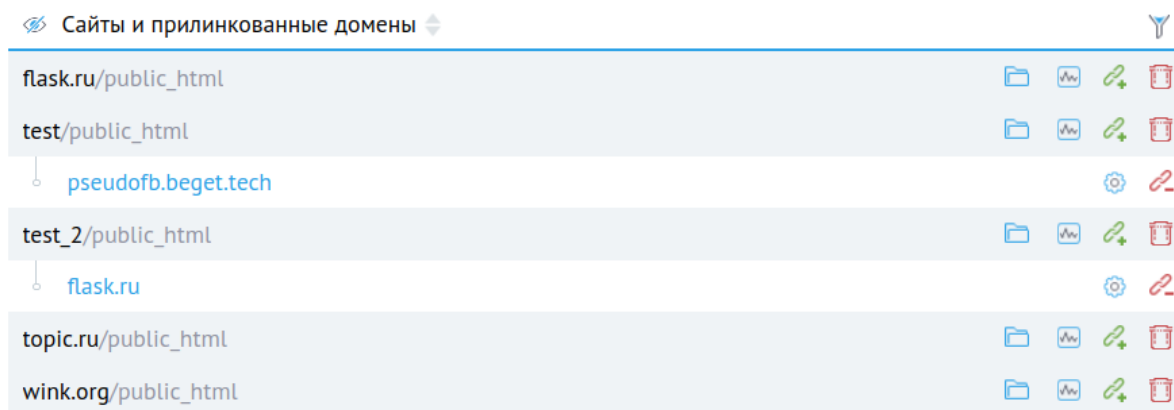 Сайты и прилинкованные домены
flask.ru/public_html
test/public_html
pseudofb.beget.tech
test_2/public_html
flask.ru
topic.ru/public_html
wink.org/public_html